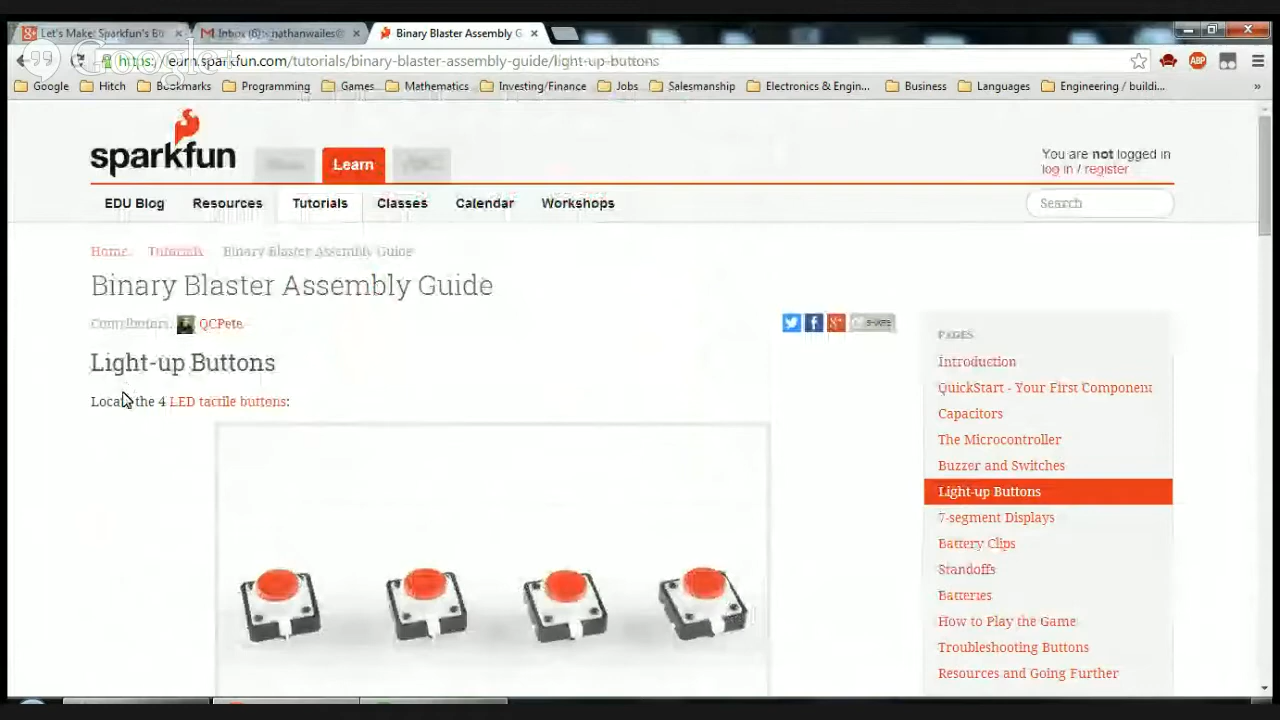 Let's Make: Sparkfun's Bi
Inbox (6) - nathanwailes@
Binary Blaster Assembly G
Google+
learn.sparkfun.com/tutorials/binary-blaster-assembly-guide/light-up-buttons
ABP
Google Hitch Bookmarks Programming Games Mathematics Investing/Finance Jobs Salesmanship Electronics & Engin... Business Languages Engineering / buildi... »
sparkfun
Learn
You are not logged in
log in / register
EDU Blog Resources Tutorials Classes Calendar Workshops
Search
Home Tutorials Binary Blaster Assembly Guide
Binary Blaster Assembly Guide
Contributors: QCPete
SHARE
Light-up Buttons
Locate the 4 LED tactile buttons:
PAGES
Introduction
QuickStart - Your First Component
Capacitors
The Microcontroller
Buzzer and Switches
Light-up Buttons
7-segment Displays
Battery Clips
Standoffs
Batteries
How to Play the Game
Troubleshooting Buttons
Resources and Going Further